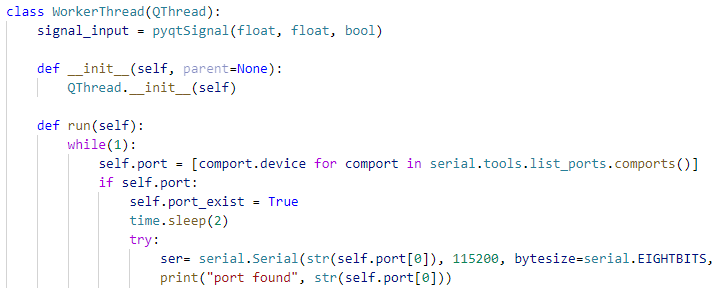 class WorkerThread(QThread):
    signal_input = pyqtSignal(float, float, bool)
    def __init__(self, parent=None):
        QThread.__init__(self)
    def run(self):
        while(1):
            self.port = [comport.device for comport in serial.tools.list_ports.comports()]
            if self.port:
                self.port_exist = True
                time.sleep(2)
                try:
                    ser= serial.Serial(str(self.port[0]), 115200, bytesize=serial.EIGHTBITS,
                    print("port found", str(self.port[0]))